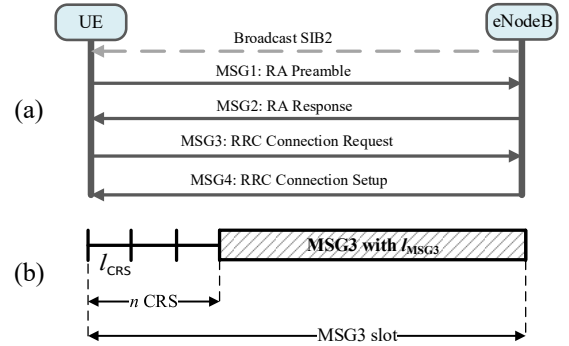 UE
eNodeB
Broadcast SIB2
MSG1: RA Preamble
MSG2: RA Response
(a)
MSG3: RRC Connection Request
MSG4: RRC Connection Setup
(b)
MSG3 with lMSG3
lCRS
n CRS
MSG3 slot